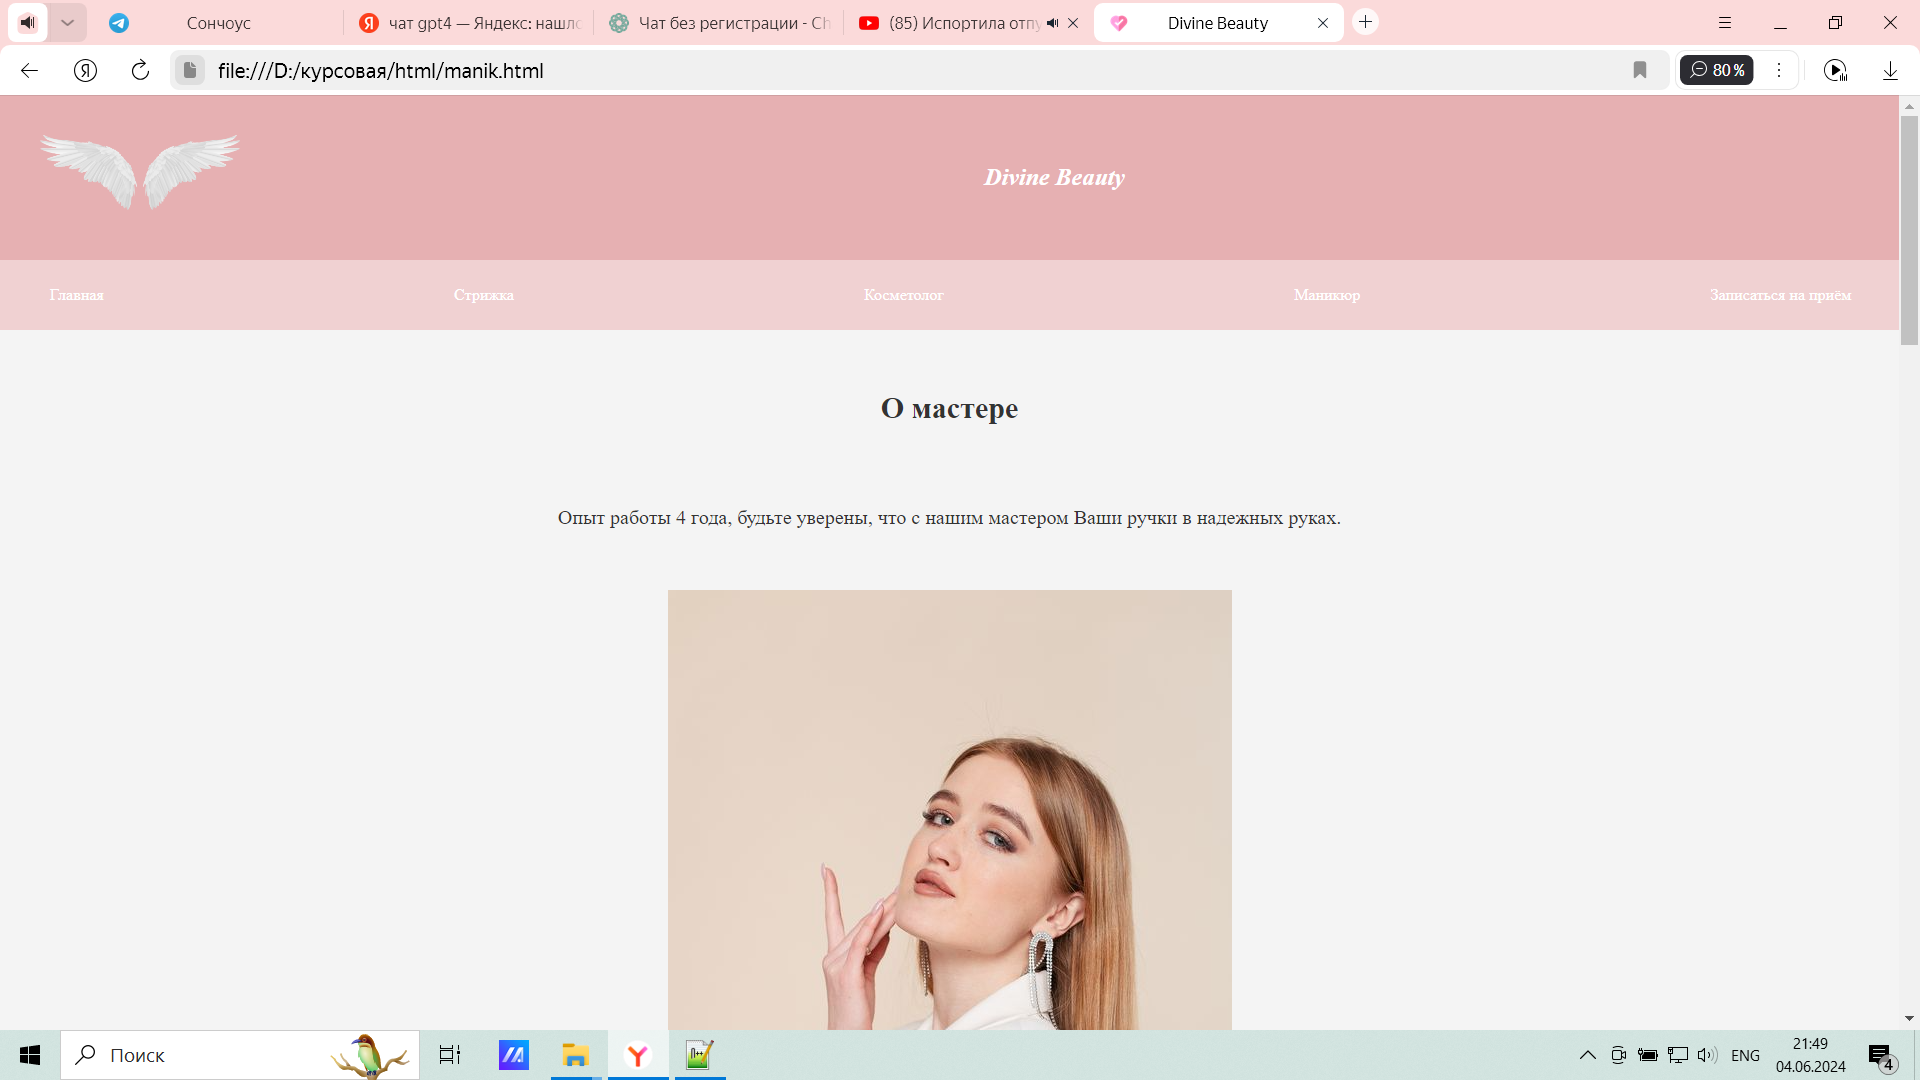 Сончоус
чат gpt4 — Яндекс: нашло
Чат без регистрации - Ch
(85) Испортила отпу
Divine Beauty
file:///D:/курсовая/html/manik.html
80%
Divine Beauty
Главная
Стрижка
Косметолог
Маникюр
Записаться на приём
О мастере
Опыт работы 4 года, будьте уверены, что с нашим мастером Ваши ручки в надежных руках.
Поиск
ENG
21:49
04.06.2024
4